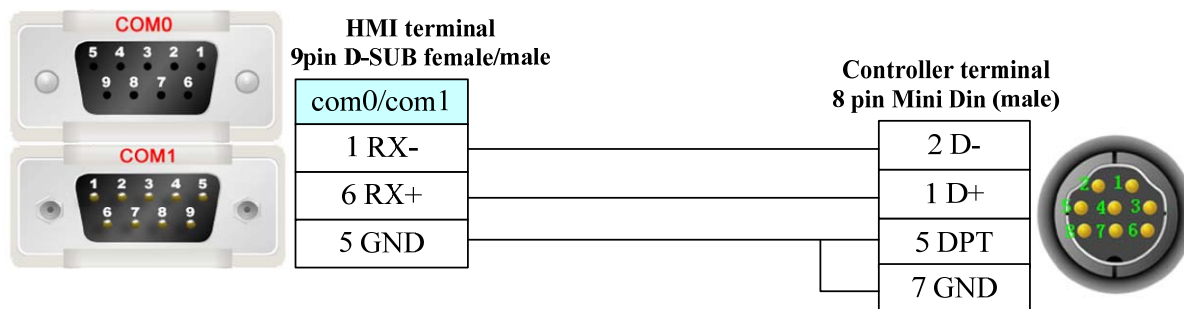 COM0
5 4 3 2 1
9 8 7 6
COM1
1 2 3 4 5
6 7 8 9
HMI terminal
9pin D-SUB female/male
com0/com1
1 RX-
6 RX+
5 GND
Controller terminal
8 pin Mini Din (male)
2 D-
1 D+
5 DPT
7 GND
2 1
5 4 3
8 7 6